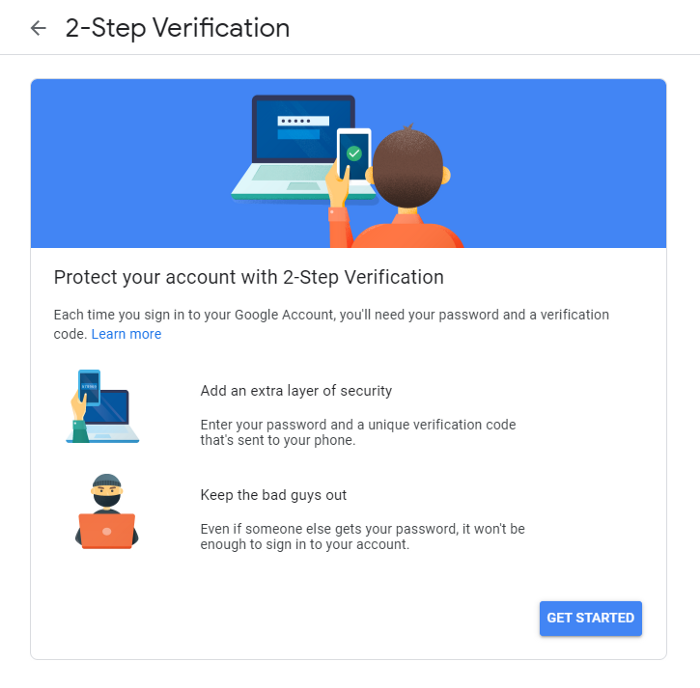 2-Step Verification
Protect your account with 2-Step Verification
Each time you sign in to your Google Account, you'll need your password and a verification
code. Learn more
Add an extra layer of security
Enter your password and a unique verification code
that's sent to your phone.
Keep the bad guys out
Even if someone else gets your password, it won't be
enough to sign in to your account.
GET STARTED